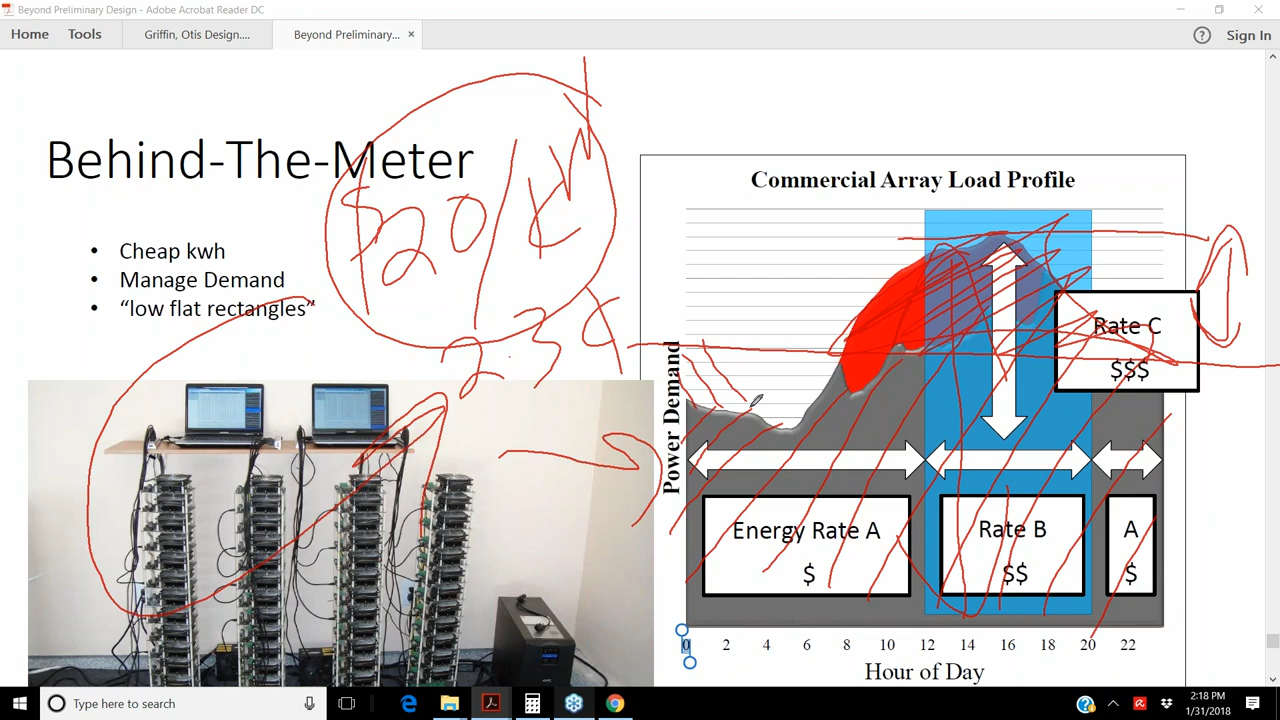 Beyond Preliminary Design - Adobe Acrobat Reader DC
Home Tools Griffin, Otis Design.... Beyond Preliminary... × ? Sign In
Behind-The-Meter
• Cheap kwh
• Manage Demand
• “low flat rectangles”
$20/kW
Commercial Array Load Profile
Power Demand
Rate C
$$$
Energy Rate A
$
Rate B
$$
A
$
0 2 4 6 8 10 12 14 16 18 20 22
Hour of Day
Type here to search
2:18 PM
1/31/2018